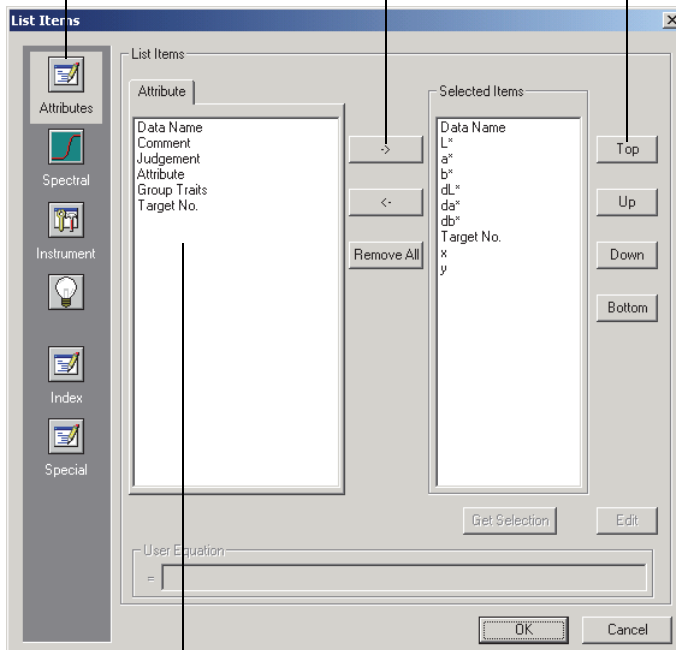 List Items
Attributes
Spectral
Instrument
Index
Special
List Items
Attribute
Data Name
Comment
Judgement
Attribute
Group Traits
Target No.
->
<-
Remove All
Selected Items
Data Name
L*
a*
b*
dL*
da*
db*
Target No.
x
y
Top
Up
Down
Bottom
Get Selection
Edit
User Equation
=
OK
Cancel